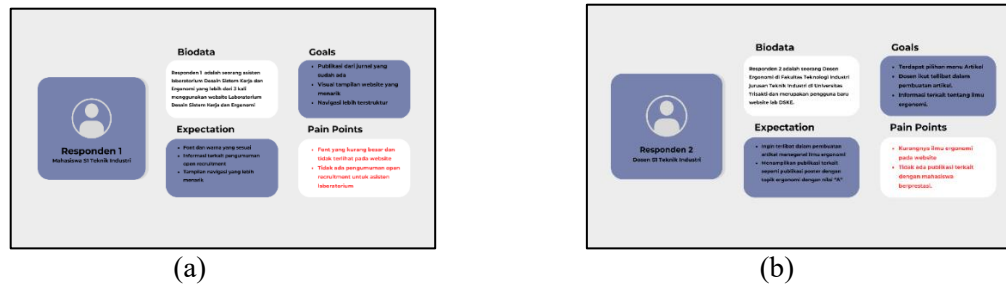 Biodata
Responden 1 adalah seorang asisten
laboratorium Desain Sistem Kerja dan
Ergonomi yang lebih dari 3 kali
menggunakan website Laboratorium
Desain Sistem Kerja dan Ergonomi
Goals
• Publikasi dari jurnal yang
sudah ada
• Visual tampilan website yang
menarik
• Navigasi lebih terstruktur
Responden 1
Mahasiswa S1 Teknik Industri
Expectation
• Font dan warna yang sesuai
• Informasi terkait pengumuman
open recruitment
• Tampilan navigasi yang lebih
menarik
Pain Points
• Font yang kurang besar dan
tidak terlihat pada website
• Tidak ada pengumuman open
recruitment untuk asisten
laboratorium
(a)
Biodata
Responden 2 adalah seorang Dosen
Ergonomi di Fakultas Teknologi Industri
Jurusan Teknik Industri di Universitas
Trisakti dan merupakan pengguna baru
website lab DSKE.
Goals
• Terdapat pilihan menu Artikel
• Dosen ikut terlibat dalam
pembuatan artikel.
• Informasi terkait tentang ilmu
ergonomi.
Responden 2
Dosen S1 Teknik Industri
Expectation
• Ingin terlibat dalam pembuatan
artikel mengenai ilmu ergonomi
• Menampilkan publikasi terkait
seperti publikasi poster dengan
topik ergonomi dengan nilai "A"
Pain Points
• Kurangnya ilmu ergonomi
pada website
• Tidak ada publikasi terkait
dengan mahasiswa
berprestasi.
(b)